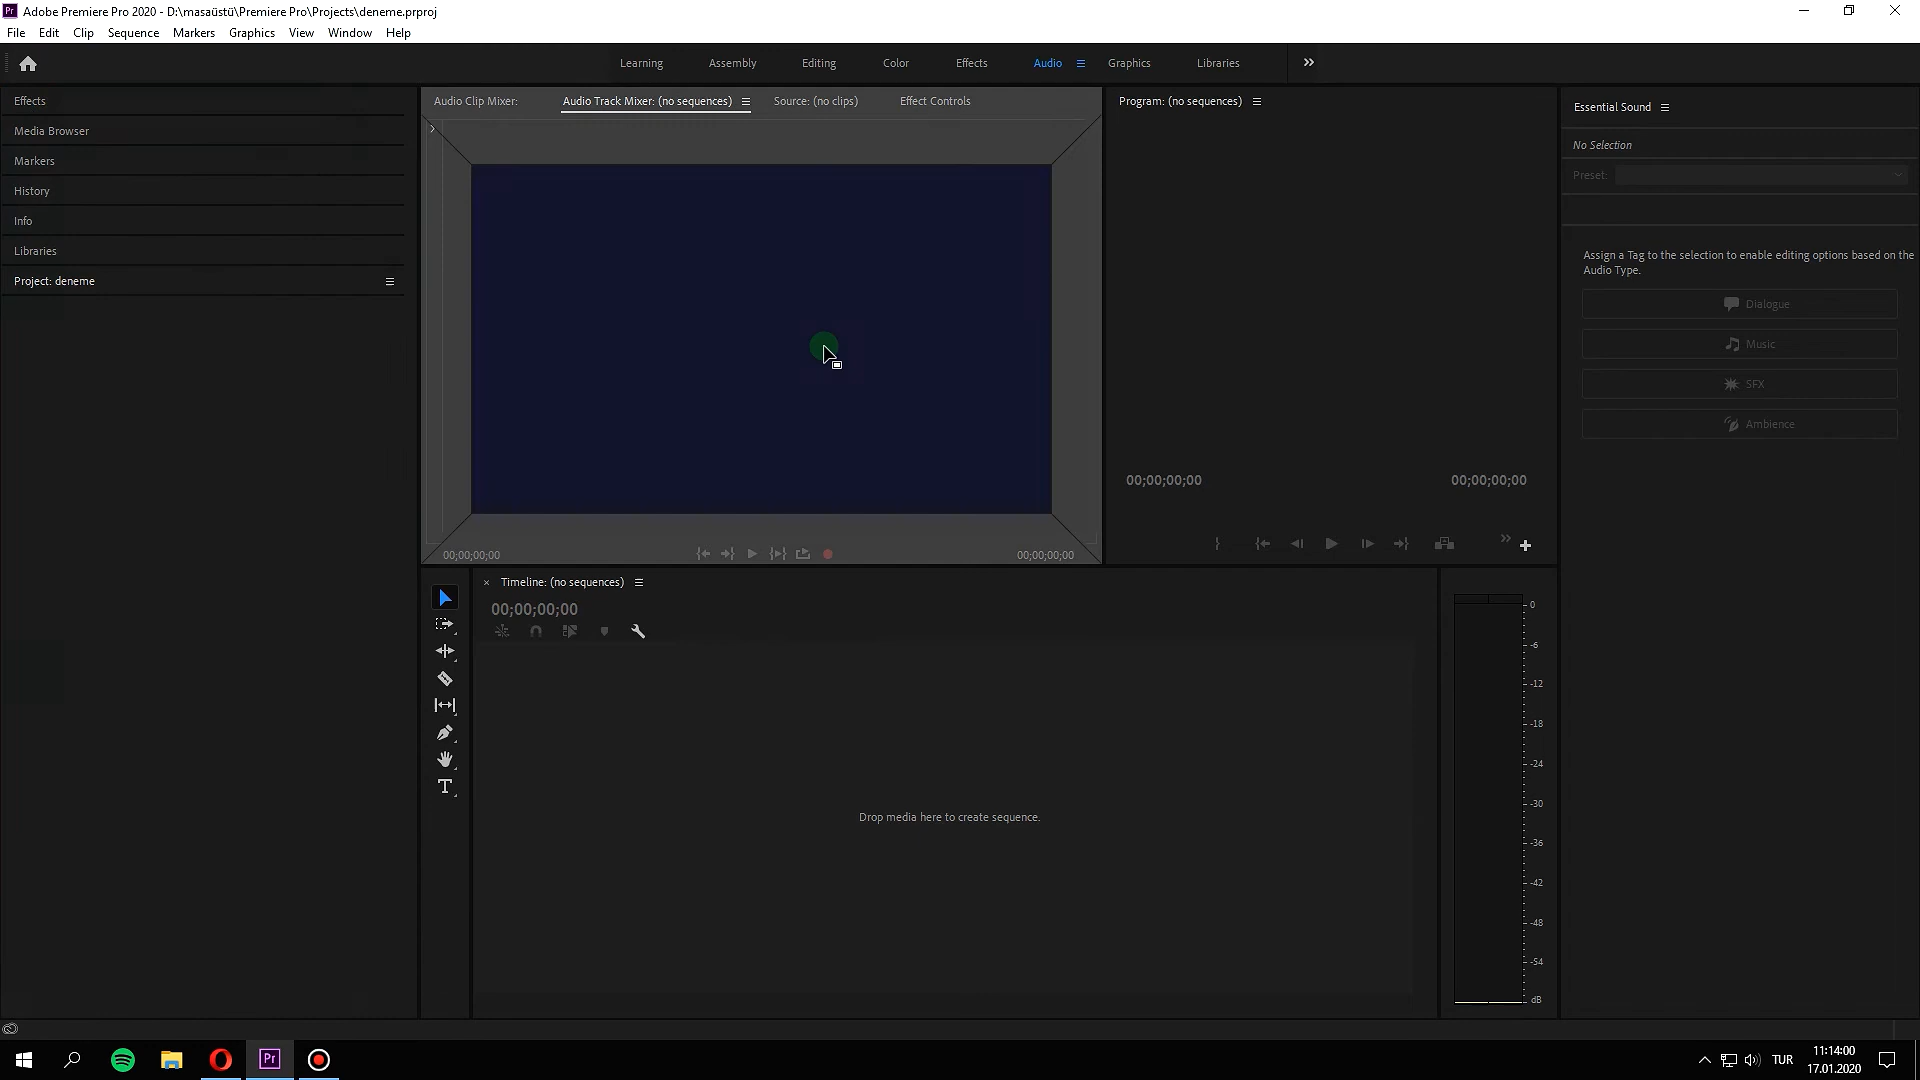 Adobe Premiere Pro 2020 - D:\masaüstü\Premiere Pro\Projects\deneme.prproj
File Edit Clip Sequence Markers Graphics View Window Help
Learning Assembly Editing Color Effects Audio Graphics Libraries
Effects
Media Browser
Markers
History
Info
Libraries
Project: deneme
Audio Clip Mixer: Audio Track Mixer: (no sequences) Source: (no clips) Effect Controls
00;00;00;00 00;00;00;00
Program: (no sequences)
00;00;00;00 00;00;00;00
Essential Sound
No Selection
Preset:
Assign a Tag to the selection to enable editing options based on the
Audio Type.
Dialogue
Music
SFX
Ambience
Timeline: (no sequences)
00;00;00;00
Drop media here to create sequence.
0
-6
-12
-18
-24
-30
-36
-42
-48
-54
dB
TUR
11:14:00
17.01.2020